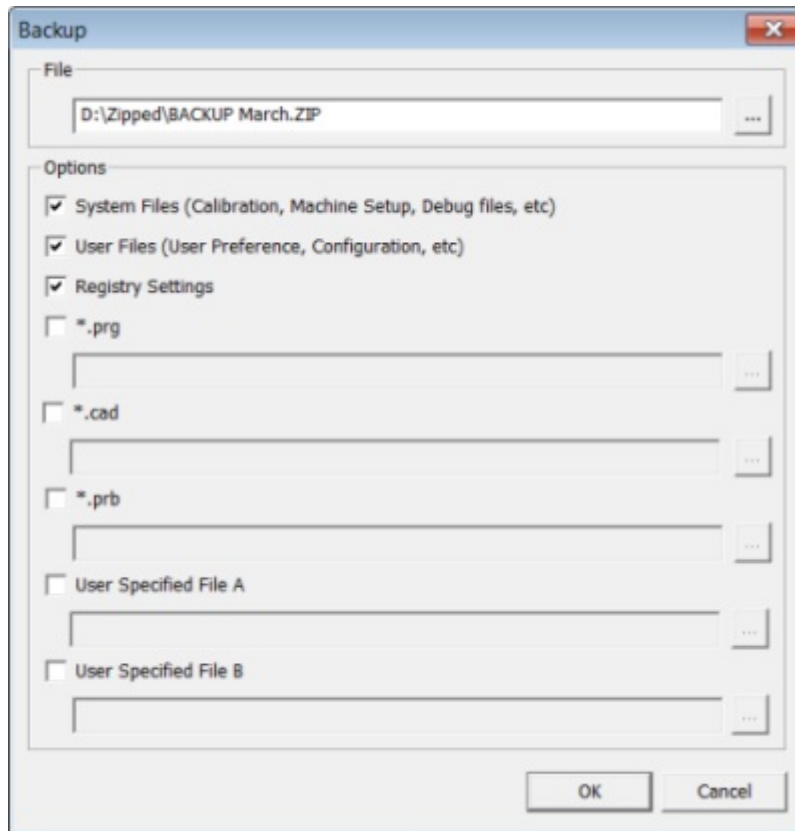 Backup
File
D:\Zipped\BACKUP March.ZIP
...
Options
System Files (Calibration, Machine Setup, Debug files, etc)
User Files (User Preference, Configuration, etc)
Registry Settings
*.prg
...
*.cad
...
*.prb
...
User Specified File A
...
User Specified File B
...
OK Cancel